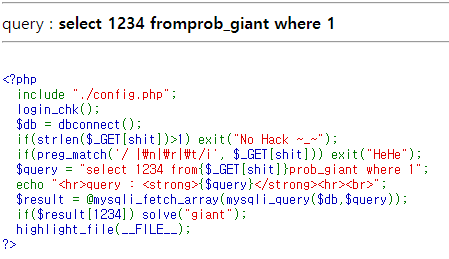 query : select 1234 fromprob_giant where 1
<?php
include "./config.php";
login_chk();
$db = dbconnect();
if(strlen($_GET[shit])>1) exit("No Hack ~_~");
if(preg_match('/ |₩n|₩r|₩t/i', $_GET[shit])) exit("HeHe");
$query = "select 1234 from{$_GET[shit]}prob_giant where 1";
echo "<hr>query : <strong>{$query}</strong><hr><br>";
$result = @mysqli_fetch_array(mysqli_query($db,$query));
if($result[1234]) solve("giant");
highlight_file(__FILE__);
?>